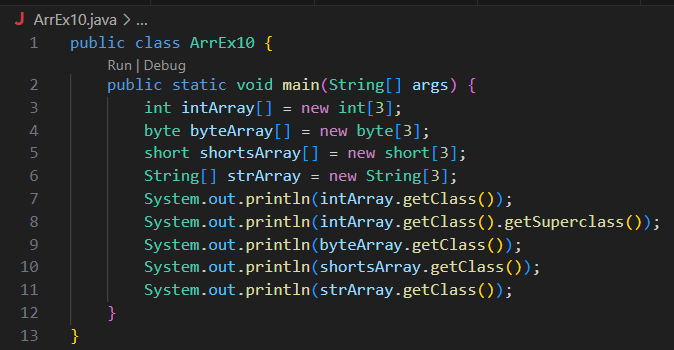 J ArrEx10.java > ...
1 public class ArrEx10 {
Run | Debug
2 public static void main(String[] args) {
3 int intArray[] = new int[3];
4 byte byteArray[] = new byte[3];
5 short shortsArray[] = new short[3];
6 String[] strArray = new String[3];
7 System.out.println(intArray.getClass());
8 System.out.println(intArray.getClass().getSuperclass());
9 System.out.println(byteArray.getClass());
10 System.out.println(shortsArray.getClass());
11 System.out.println(strArray.getClass());
12 }
13 }